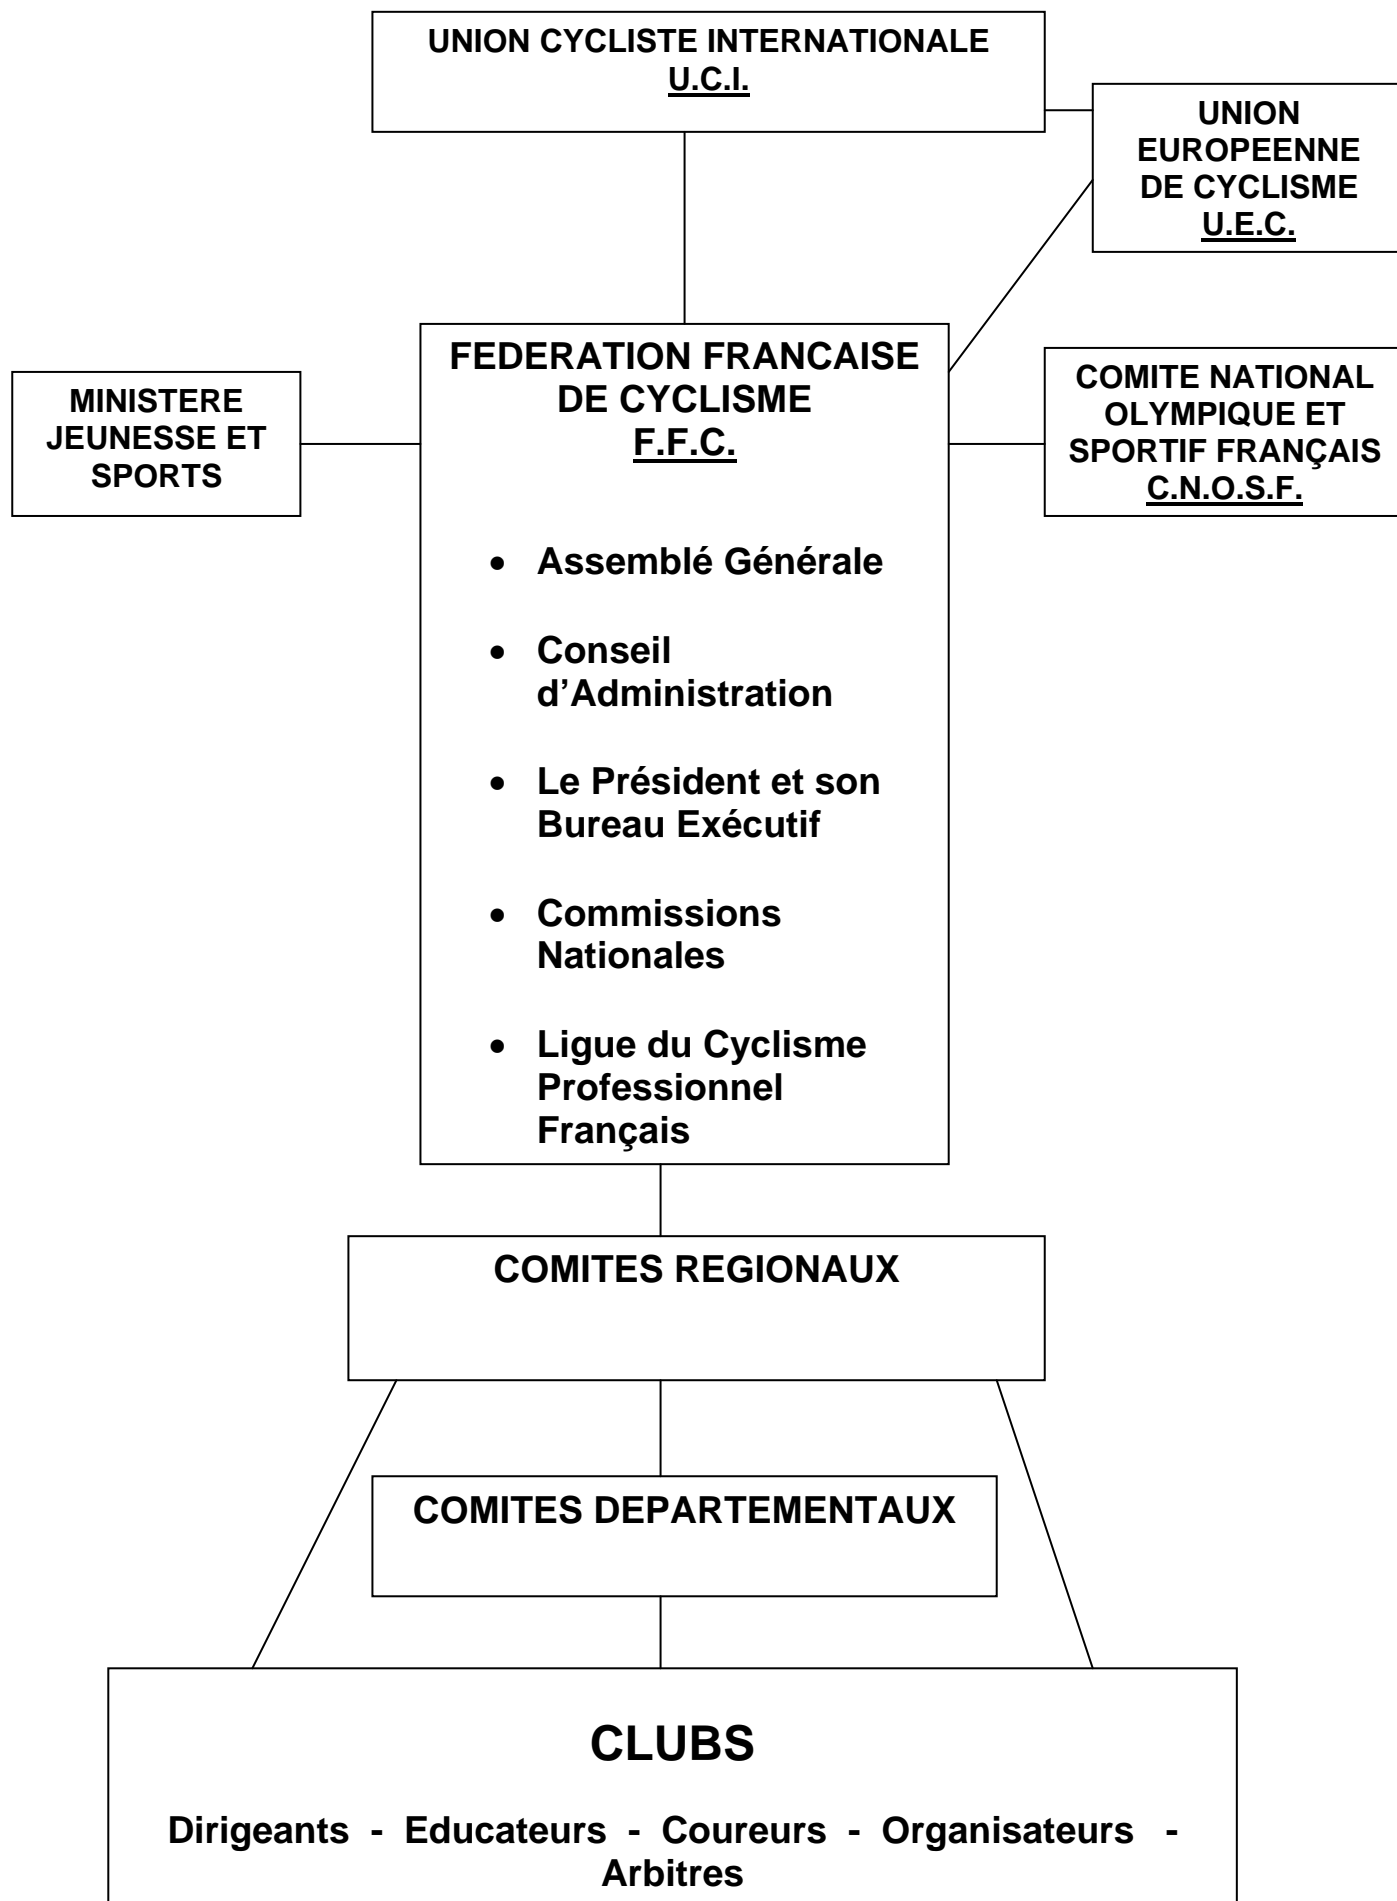 UNION CYCLISTE INTERNATIONALE
U.C.I.
UNION
EUROPEENNE
DE CYCLISME
U.E.C.
FEDERATION FRANCAISE
DE CYCLISME
F.F.C.
MINISTERE
JEUNESSE ET
SPORTS
COMITE NATIONAL
OLYMPIQUE ET
SPORTIF FRANÇAIS
C.N.O.S.F.
• Assemblé Générale
• Conseil
d’Administration
• Le Président et son
Bureau Exécutif
• Commissions
Nationales
• Ligue du Cyclisme
Professionnel
Français
COMITES REGIONAUX
COMITES DEPARTEMENTAUX
CLUBS
Dirigeants - Educateurs - Coureurs - Organisateurs -
Arbitres